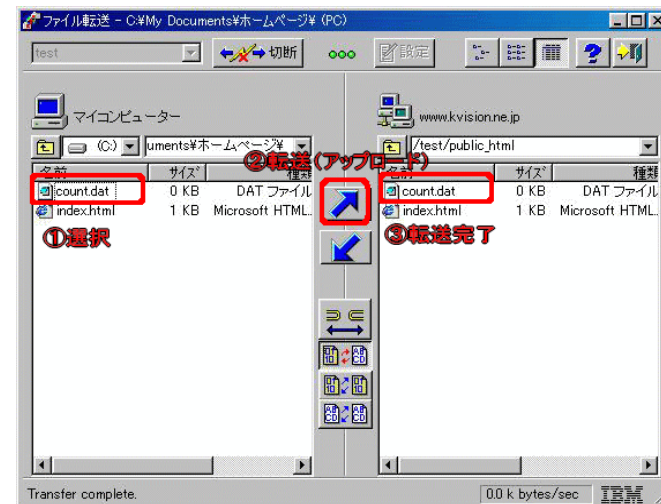 ファイル転送 - C:¥My Documents¥ホームページ¥ (PC)
test
切断
設定
マイコンピューター
www.kvision.ne.jp
(C:)
uments¥ホームページ¥
/test/public_html
②転送(アップロード)
名前 サイズ 種類
名前 サイズ 種類
count.dat 0 KB DAT ファイル
count.dat 0 KB DAT ファイル
index.html 1 KB Microsoft HTML...
index.html 1 KB Microsoft HTML...
①選択
③転送完了
Transfer complete.
0.0 k bytes/sec
IBM